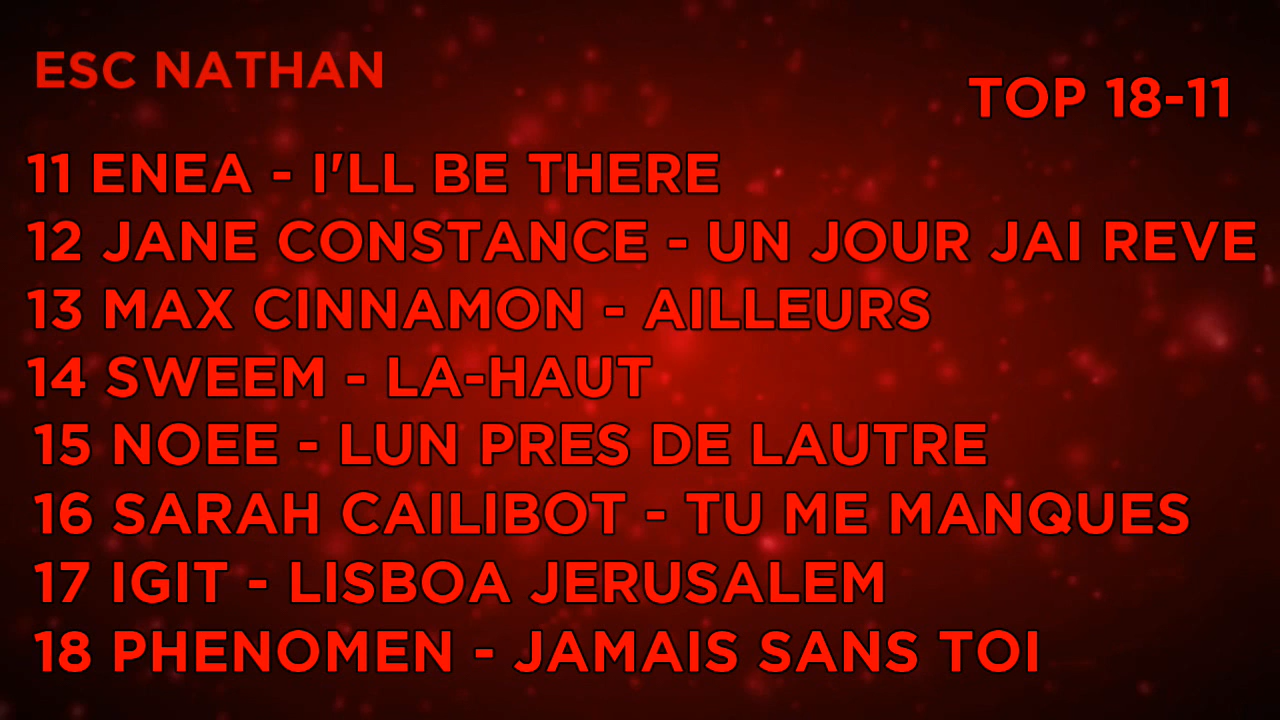 ESC NATHAN
TOP 18-11
11 ENEA - I'LL BE THERE
12 JANE CONSTANCE - UN JOUR JAI REVE
13 MAX CINNAMON - AILLEURS
14 SWEEM - LA-HAUT
15 NOEE - LUN PRES DE LAUTRE
16 SARAH CAILIBOT - TU ME MANQUES
17 IGIT - LISBOA JERUSALEM
18 PHENOMEN - JAMAIS SANS TOI